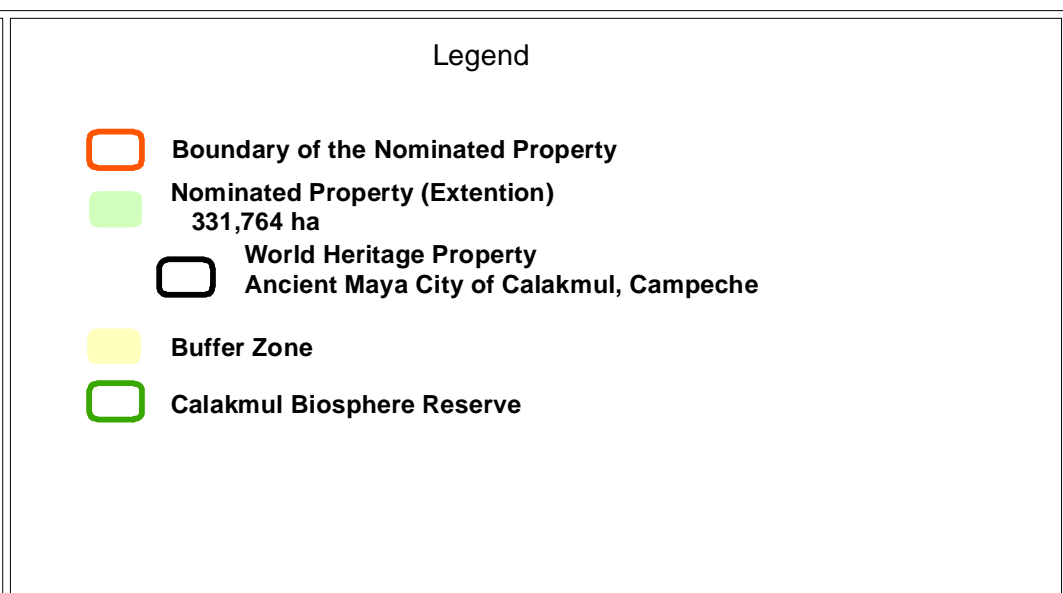 Legend
Boundary of the Nominated Property
Nominated Property (Extention)
331,764 ha
World Heritage Property
Ancient Maya City of Calakmul, Campeche
Buffer Zone
Calakmul Biosphere Reserve